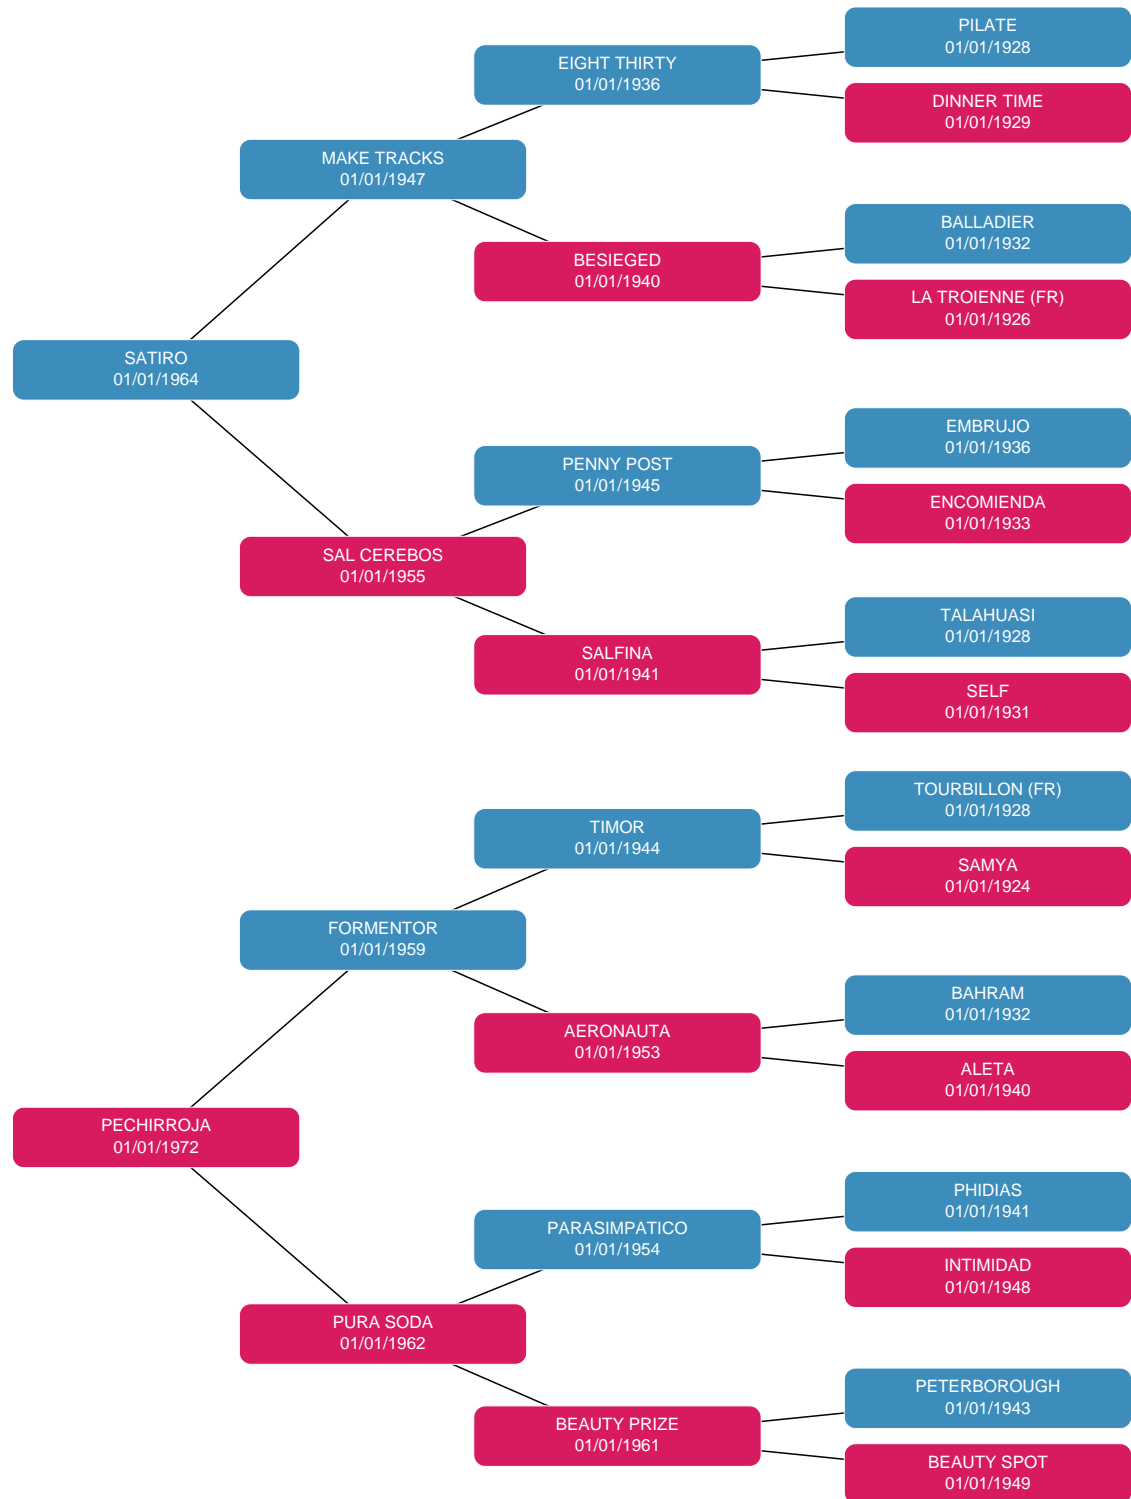 PILATE
01/01/1928
EIGHT THIRTY
01/01/1936
DINNER TIME
01/01/1929
MAKE TRACKS
01/01/1947
BALLADIER
01/01/1932
BESIEGED
01/01/1940
LA TROIENNE (FR)
01/01/1926
SATIRO
01/01/1964
EMBRUJO
01/01/1936
PENNY POST
01/01/1945
ENCOMIENDA
01/01/1933
SAL CEREBOS
01/01/1955
TALAHUASI
01/01/1928
SALFINA
01/01/1941
SELF
01/01/1931
TOURBILLON (FR)
01/01/1928
TIMOR
01/01/1944
SAMYA
01/01/1924
FORMENTOR
01/01/1959
BAHRAM
01/01/1932
AERONAUTA
01/01/1953
ALETA
01/01/1940
PECHIRROJA
01/01/1972
PHIDIAS
01/01/1941
PARASIMPATICO
01/01/1954
INTIMIDAD
01/01/1948
PURA SODA
01/01/1962
PETERBOROUGH
01/01/1943
BEAUTY PRIZE
01/01/1961
BEAUTY SPOT
01/01/1949